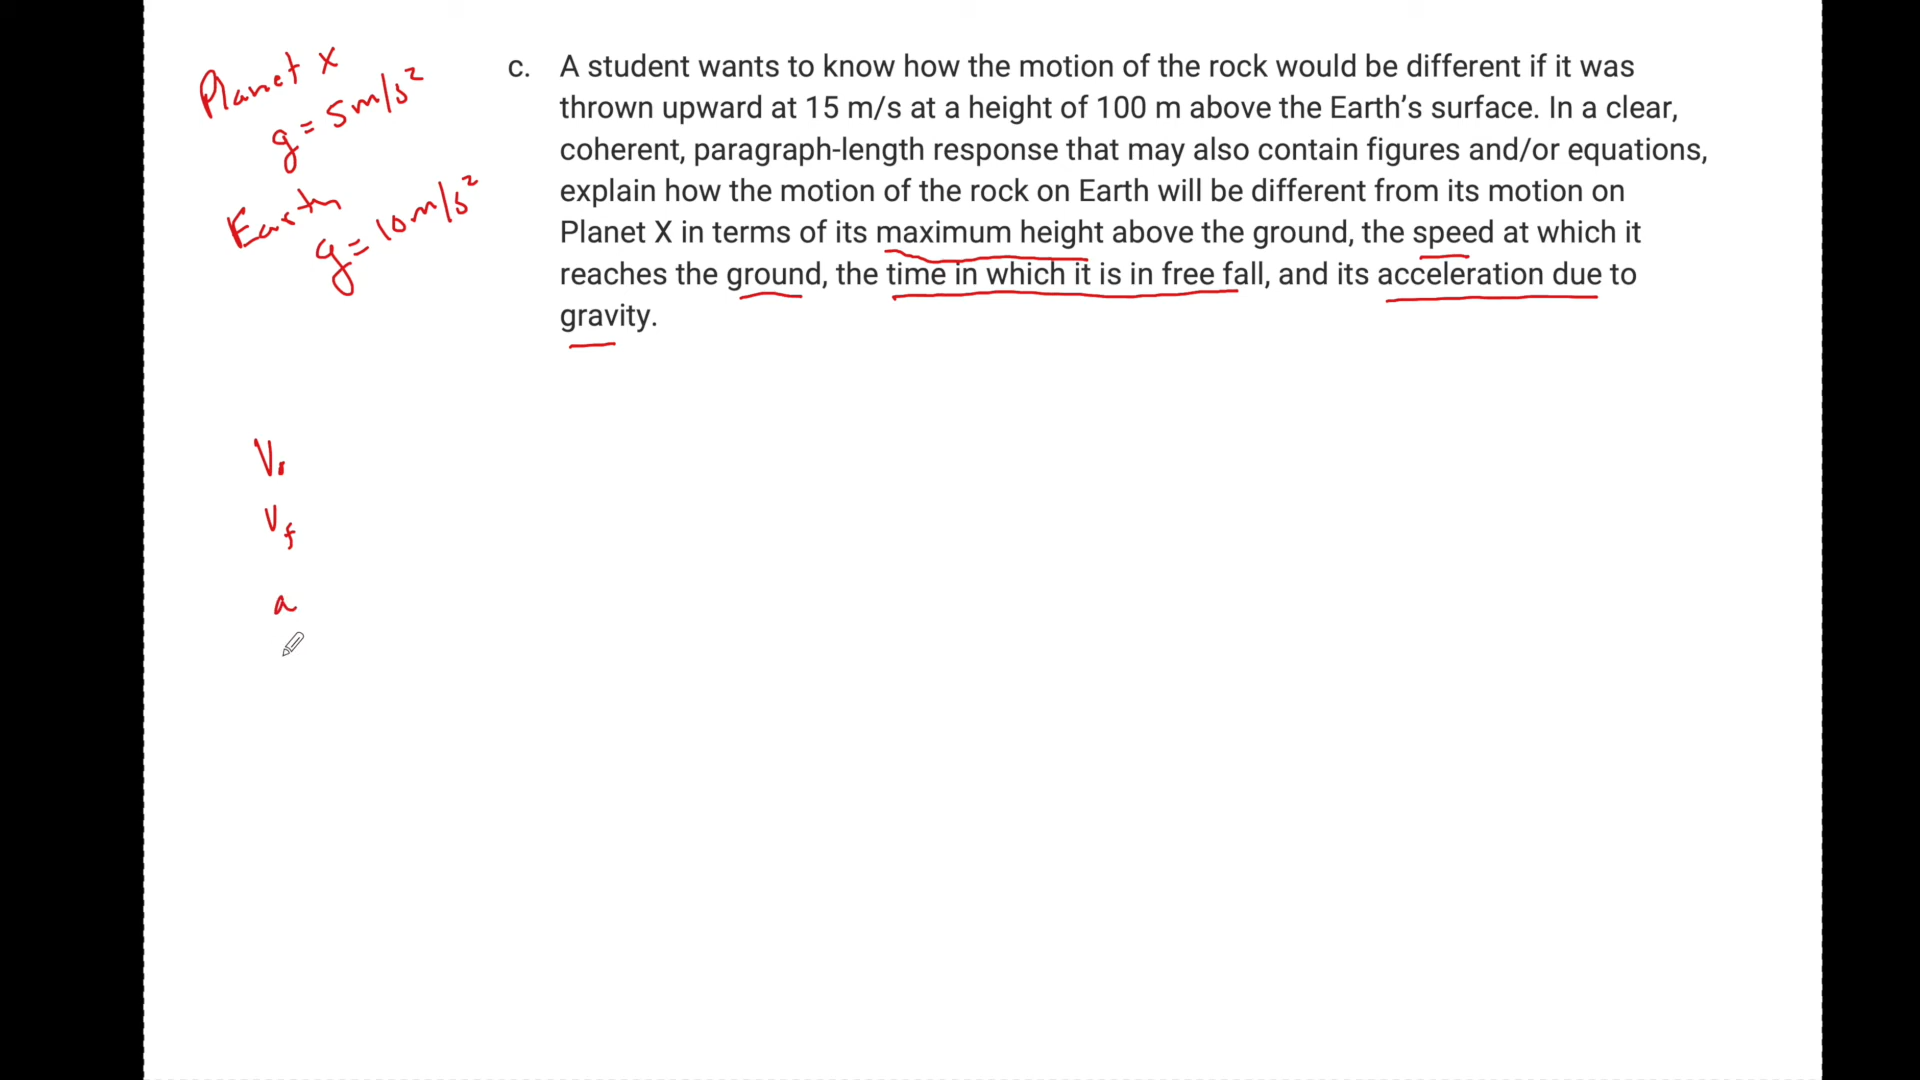 Planet X
g = 5 m/s²
Earth
g = 10 m/s²
c. A student wants to know how the motion of the rock would be different if it was
thrown upward at 15 m/s at a height of 100 m above the Earth’s surface. In a clear,
coherent, paragraph-length response that may also contain figures and/or equations,
explain how the motion of the rock on Earth will be different from its motion on
Planet X in terms of its maximum height above the ground, the speed at which it
reaches the ground, the time in which it is in free fall, and its acceleration due to
gravity.
V₀
V_f
a